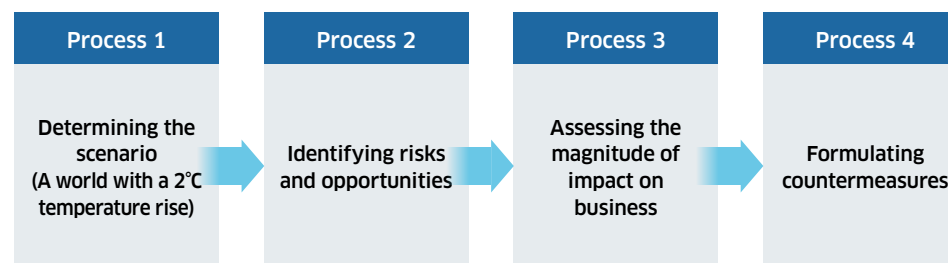 Process 1
Determining the
scenario
(A world with a 2°C
temperature rise)
Process 2
Identifying risks
and opportunities
Process 3
Assessing the
magnitude of
impact on
business
Process 4
Formulating
countermeasures